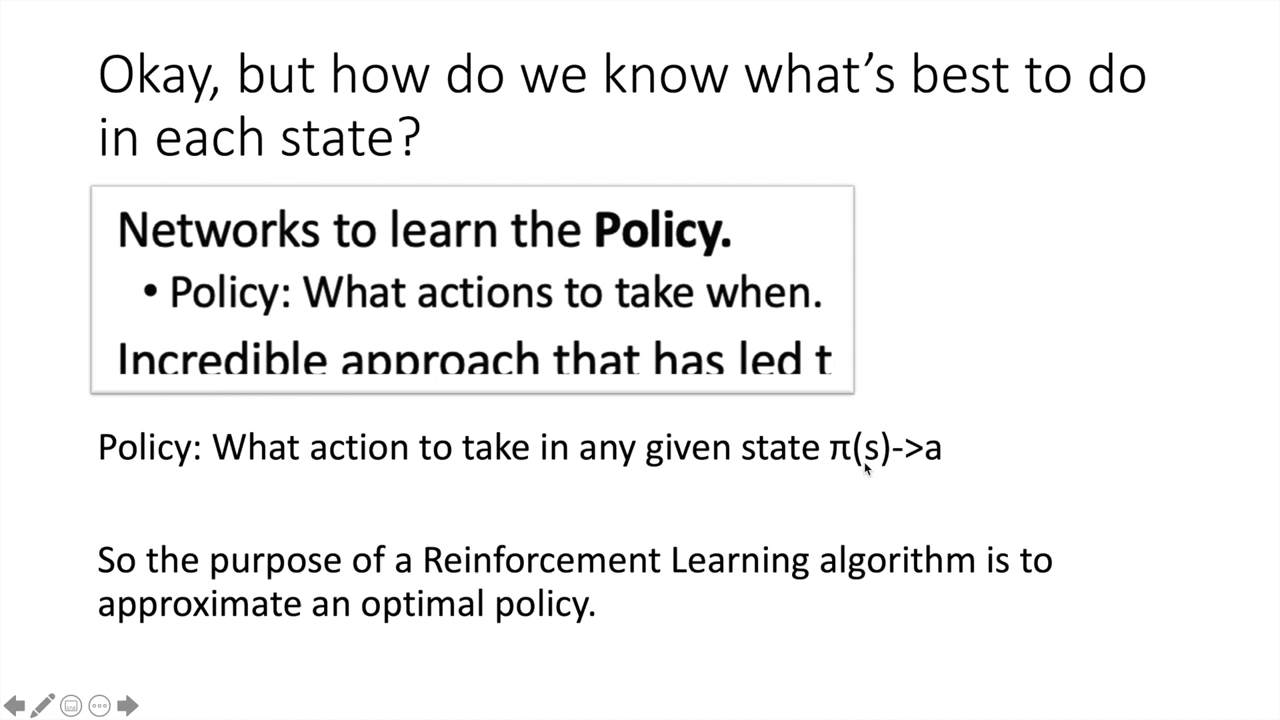 Okay, but how do we know what's best to do
in each state?
Networks to learn the Policy.
• Policy: What actions to take when.
Incredible approach that has led t
Policy: What action to take in any given state π(s)->a
So the purpose of a Reinforcement Learning algorithm is to
approximate an optimal policy.